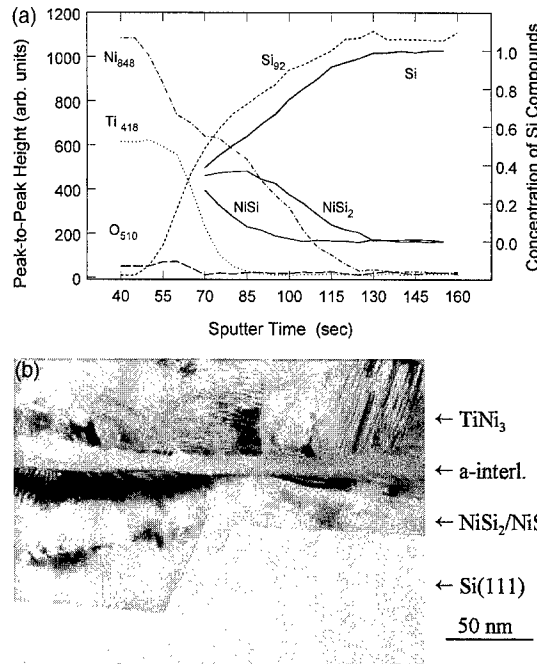 (a)
1200
1000
800
600
400
200
0
Peak-to-Peak Height (arb. units)
Ni848
Ti 418
O510
Si92
Si
NiSi
NiSi2
1.0
0.8
0.6
0.4
0.2
0.0
Concentration of Si Compounds
40 55 70 85 100 115 130 145 160
Sputter Time (sec)
(b)
← TiNi3
← a-interl.
← NiSi2/NiS
← Si(111)
50 nm